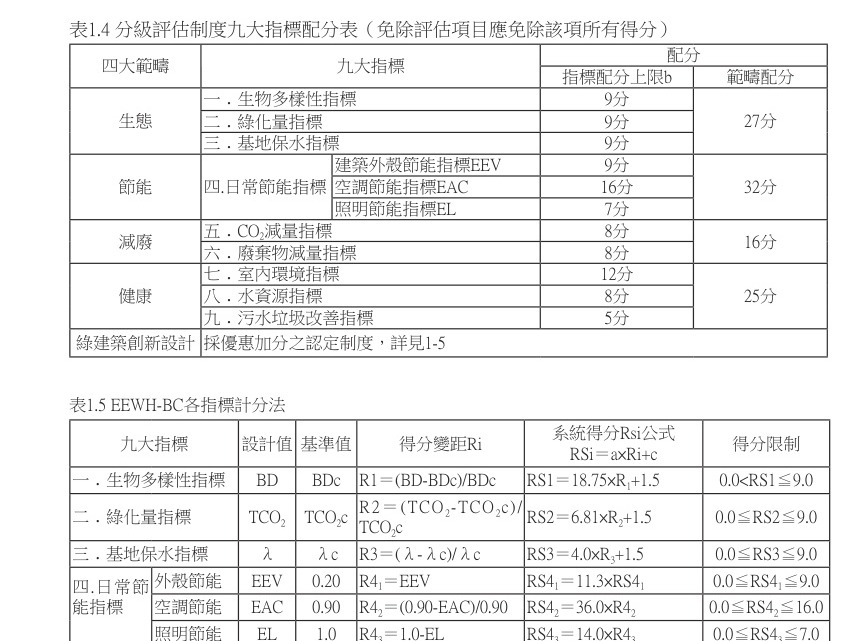 表1.4 分級評估制度九大指標配分表（免除評估項目應免除該項所有得分）
四大範疇 九大指標 配分
指標配分上限b 範疇配分
生態 一．生物多樣性指標 9分 27分
二．綠化量指標 9分
三．基地保水指標 9分
節能 四.日常節能指標 建築外殼節能指標EEV 9分 32分
空調節能指標EAC 16分
照明節能指標EL 7分
減廢 五．CO2減量指標 8分 16分
六．廢棄物減量指標 8分
健康 七．室內環境指標 12分 25分
八．水資源指標 8分
九．污水垃圾改善指標 5分
綠建築創新設計 採優惠加分之認定制度，詳見1-5
表1.5 EEWH-BC各指標計分法
九大指標 設計值 基準值 得分變距Ri 系統得分Rsi公式 得分限制
RSi＝a×Ri+c
一．生物多樣性指標 BD BDc R1＝(BD-BDc)/BDc RS1＝18.75×R1+1.5 0.0<RS1≦9.0
二．綠化量指標 TCO2 TCO2c R2＝(TCO2-TCO2c)/ RS2＝6.81×R2+1.5 0.0≦RS2≦9.0
TCO2c
三．基地保水指標 λ λc R3＝(λ-λc)/λc RS3＝4.0×R3+1.5 0.0≦RS3≦9.0
四.日常節 外殼節能 EEV 0.20 R41＝EEV RS41＝11.3×RS41 0.0≦RS41≦9.0
能指標 空調節能 EAC 0.90 R42＝(0.90-EAC)/0.90 RS42＝36.0×R42 0.0≦RS42≦16.0
照明節能 EL 1.0 R43＝1.0-EL RS43＝14.0×R43 0.0≦RS43≦7.0